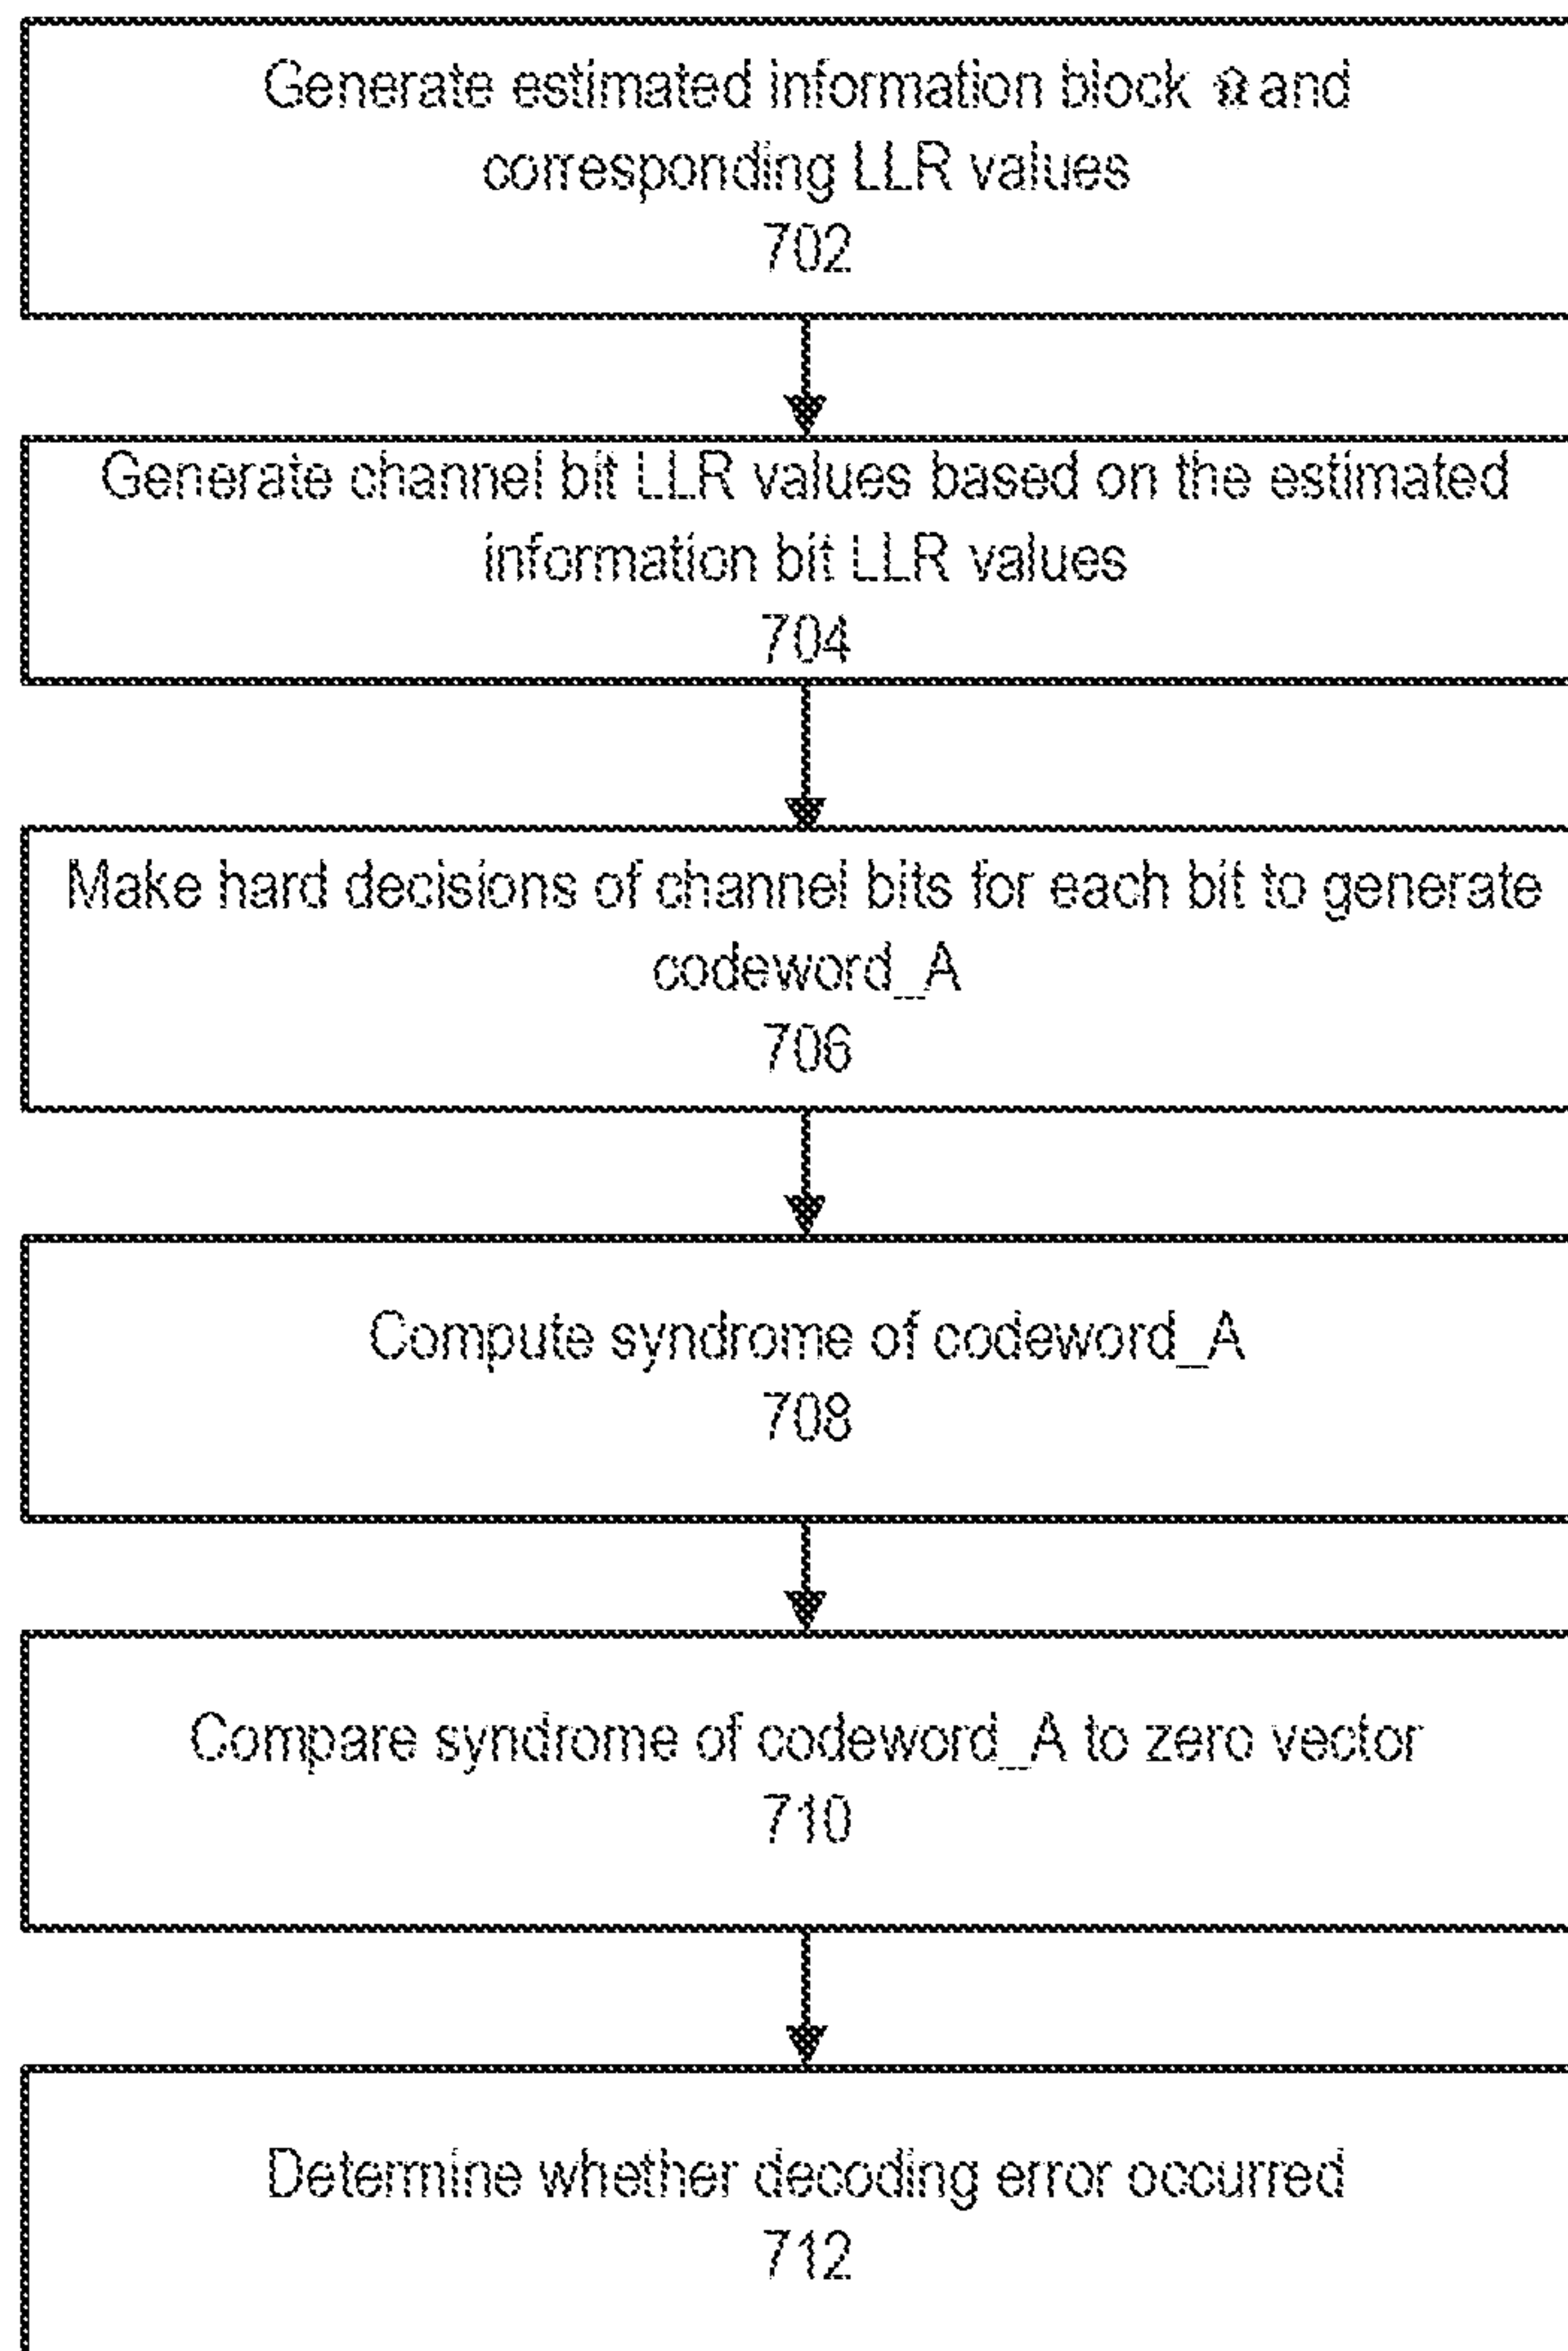 Generate estimated information block and
corresponding LLR values
702
Generate channel bit LLR values based on the estimated
information bit LLR values
704
Make hard decisions of channel bits for each bit to generate
codeword_A
706
Compute syndrome of codeword_A
708
Compare syndrome of codeword_A to zero vector
710
Determine whether decoding error occurred
712